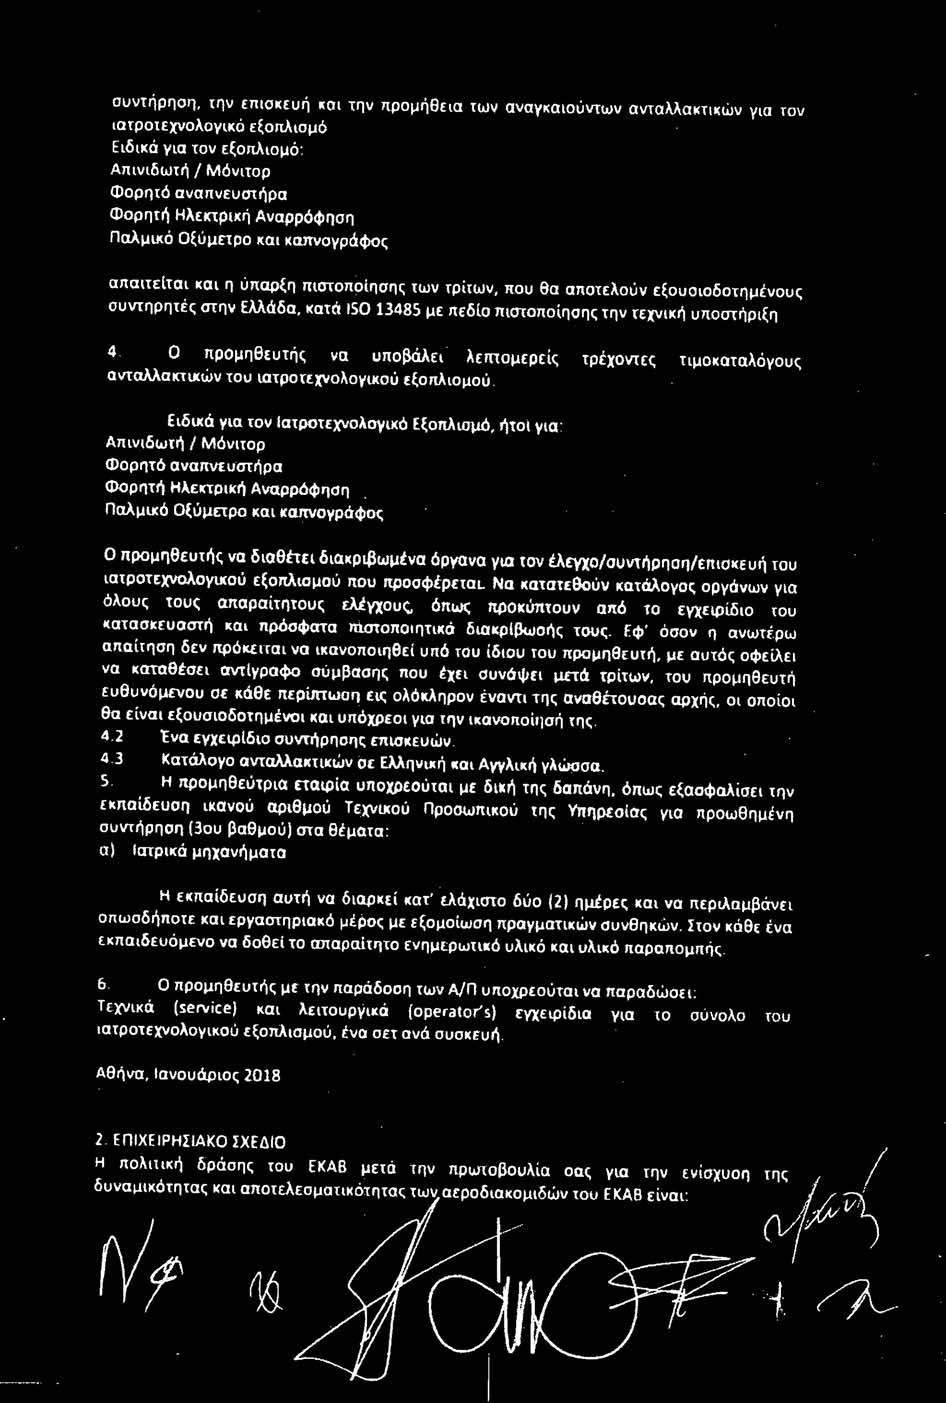 συντήρηση, την επισκευή και την προμήθεια των αναγκαιούντων ανταλλακτικών για τον
ιατροτεχνολογικό εξοπλισμό
Ειδικά για τον εξοπλισμό:
Απινιδωτή / Μόνιτορ
Φορητό αναπνευστήρα
Φορητή Ηλεκτρική Αναρρόφηση
Παλμικό Οξύμετρο και καπνογράφος
απαιτείται και η ύπαρξη πιστοποίησης των τρίτων, που θα αποτελούν εξουσιοδοτημένους
συντηρητές στην Ελλάδα, κατά ISO 13485 με πεδίο πιστοποίησης την τεχνική υποστήριξη
4. Ο προμηθευτής να υποβάλει λεπτομερείς τρέχοντες τιμοκαταλόγους
ανταλλακτικών του ιατροτεχνολογικού εξοπλισμού.
Ειδικά για τον Ιατροτεχνολογικό Εξοπλισμό, ήτοι για:
Απινιδωτή / Μόνιτορ
Φορητό αναπνευστήρα
Φορητή Ηλεκτρική Αναρρόφηση
Παλμικό Οξύμετρο και καπνογράφος
Ο προμηθευτής να διαθέτει διακριβωμένα όργανα για τον έλεγχο/συντήρηση/επισκευή του
ιατροτεχνολογικού εξοπλισμού που προσφέρεται. Να κατατεθούν κατάλογος οργάνων για
όλους τους απαραίτητους ελέγχους, όπως προκύπτουν από το εγχειρίδιο του
κατασκευαστή και πρόσφατα πιστοποιητικά διακρίβωσής τους. Εφ' όσον η ανωτέρω
απαίτηση δεν πρόκειται να ικανοποιηθεί υπό του ίδιου του προμηθευτή, με αυτός οφείλει
να καταθέσει αντίγραφο σύμβασης που έχει συνάψει μετά τρίτων, του προμηθευτή
ευθυνόμενου σε κάθε περίπτωση εις ολόκληρον έναντι της αναθέτουσας αρχής, οι οποίοι
θα είναι εξουσιοδοτημένοι και υπόχρεοι για την ικανοποίησή της.
4.2 Ένα εγχειρίδιο συντήρησης επισκευών.
4.3 Κατάλογο ανταλλακτικών σε Ελληνική και Αγγλική γλώσσα.
5. Η προμηθεύτρια εταιρία υποχρεούται με δική της δαπάνη, όπως εξασφαλίσει την
εκπαίδευση ικανού αριθμού Τεχνικού Προσωπικού της Υπηρεσίας για προωθημένη
συντήρηση (3ου βαθμού) στα θέματα:
α) Ιατρικά μηχανήματα
Η εκπαίδευση αυτή να διαρκεί κατ' ελάχιστο δύο (2) ημέρες και να περιλαμβάνει
οπωσδήποτε και εργαστηριακό μέρος με εξομοίωση πραγματικών συνθηκών. Στον κάθε ένα
εκπαιδευόμενο να δοθεί το απαραίτητο ενημερωτικό υλικό και υλικό παραπομπής.
6. Ο προμηθευτής με την παράδοση των Α/Π υποχρεούται να παραδώσει:
Τεχνικά (service) και λειτουργικά (operator's) εγχειρίδια για το σύνολο του
ιατροτεχνολογικού εξοπλισμού, ένα σετ ανά συσκευή.
Αθήνα, Ιανουάριος 2018
2. ΕΠΙΧΕΙΡΗΣΙΑΚΟ ΣΧΕΔΙΟ
Η πολιτική δράσης του ΕΚΑΒ μετά την πρωτοβουλία σας για την ενίσχυση της
δυναμικότητας και αποτελεσματικότητας των αεροδιακομιδών του ΕΚΑΒ είναι: